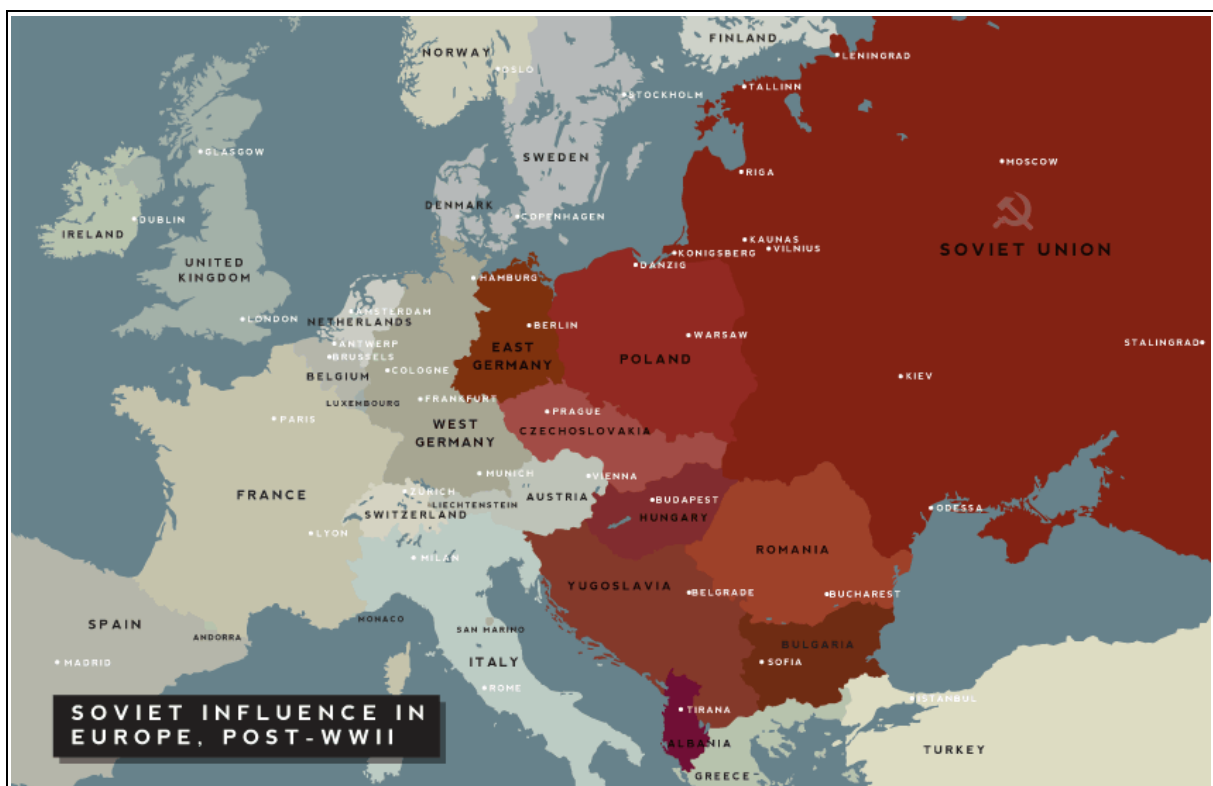 FINLAND
NORWAY
LENINGRAD
OSLO
TALLINN
STOCKHOLM
GLASGOW
SWEDEN
MOSCOW
RIGA
DENMARK
COPENHAGEN
DUBLIN
IRELAND
KAUNAS
VILNIUS
SOVIET UNION
KONIGSBERG
DANZIG
UNITED
KINGDOM
HAMBURG
AMSTERDAM
NETHERLANDS
LONDON
BERLIN
WARSAW
STALINGRAD
ANTWERP
BRUSSELS
EAST
GERMANY
POLAND
BELGIUM
COLOGNE
KIEV
LUXEMBOURG
FRANKFURT
PARIS
PRAGUE
WEST
GERMANY
CZECHOSLOVAKIA
MUNICH
VIENNA
FRANCE
ZURICH
LIECHTENSTEIN
AUSTRIA
BUDAPEST
SWITZERLAND
HUNGARY
ODESSA
LYON
MILAN
ROMANIA
YUGOSLAVIA
BELGRADE
BUCHAREST
SPAIN
ANDORRA
MONACO
SAN MARINO
BULGARIA
MADRID
ITALY
SOFIA
ROME
ISTANBUL
TIRANA
SOVIET INFLUENCE IN
EUROPE, POST-WWII
ALBANIA
TURKEY
GREECE